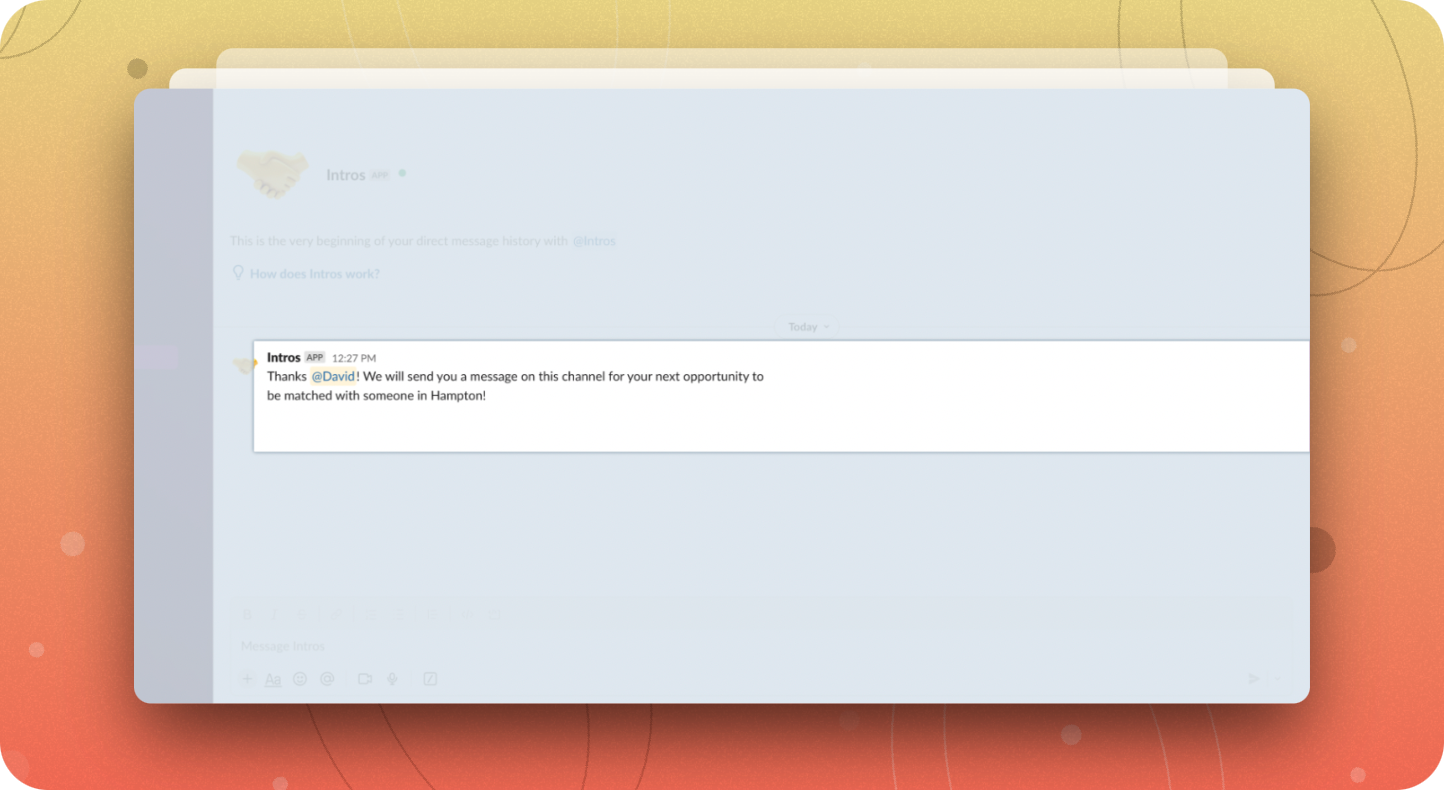 Intros APP
This is the very beginning of your direct message history with @Intros
How does Intros work?
Today
Intros APP 12:27 PM
Thanks @David! We will send you a message on this channel for your next opportunity to
be matched with someone in Hampton!
Message Intros
Aa